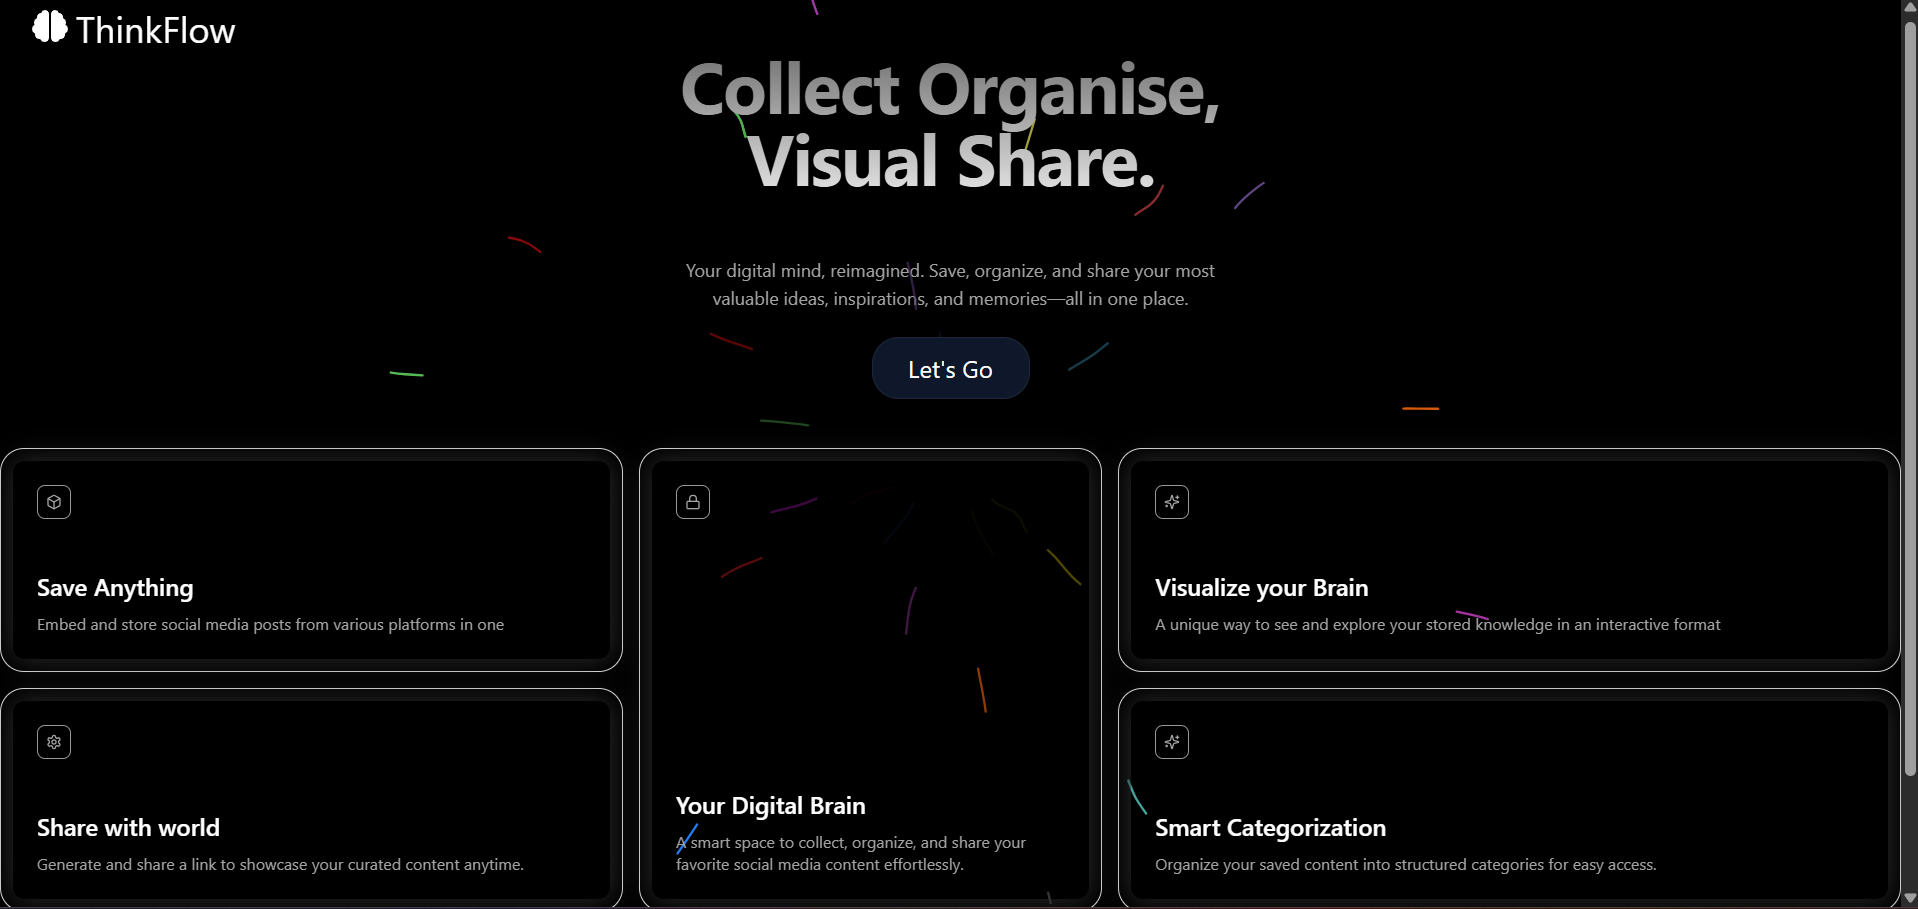 ThinkFlow
Collect Organise,
Visual Share.
Your digital mind, reimagined. Save, organize, and share your most
valuable ideas, inspirations, and memories—all in one place.
Let's Go
Save Anything
Embed and store social media posts from various platforms in one
Share with world
Generate and share a link to showcase your curated content anytime.
Your Digital Brain
A smart space to collect, organize, and share your
favorite social media content effortlessly.
Visualize your Brain
A unique way to see and explore your stored knowledge in an interactive format
Smart Categorization
Organize your saved content into structured categories for easy access.